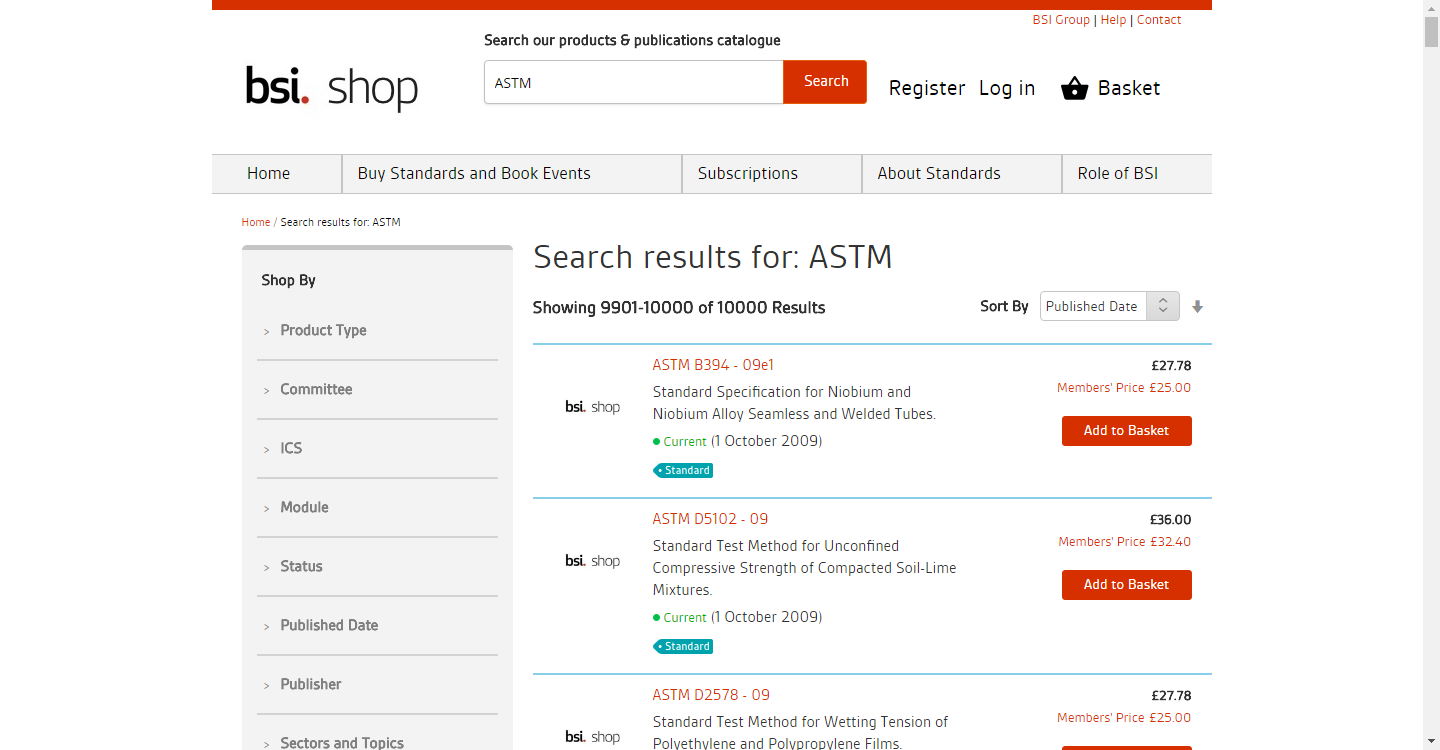 BSI Group | Help | Contact
Search our products & publications catalogue
bsi. shop
ASTM
Search
Register
Log in
Basket
Home
Buy Standards and Book Events
Subscriptions
About Standards
Role of BSI
Home / Search results for: ASTM
Shop By
> Product Type
> Committee
> ICS
> Module
> Status
> Published Date
> Publisher
> Sectors and Topics
Search results for: ASTM
Showing 9901-10000 of 10000 Results
Sort By
Published Date
bsi. shop
ASTM B394 - 09e1
Standard Specification for Niobium and
Niobium Alloy Seamless and Welded Tubes.
Current (1 October 2009)
Standard
£27.78
Members' Price £25.00
Add to Basket
bsi. shop
ASTM D5102 - 09
Standard Test Method for Unconfined
Compressive Strength of Compacted Soil-Lime
Mixtures.
Current (1 October 2009)
Standard
£36.00
Members' Price £32.40
Add to Basket
bsi. shop
ASTM D2578 - 09
Standard Test Method for Wetting Tension of
Polyethylene and Polypropylene Films.
£27.78
Members' Price £25.00